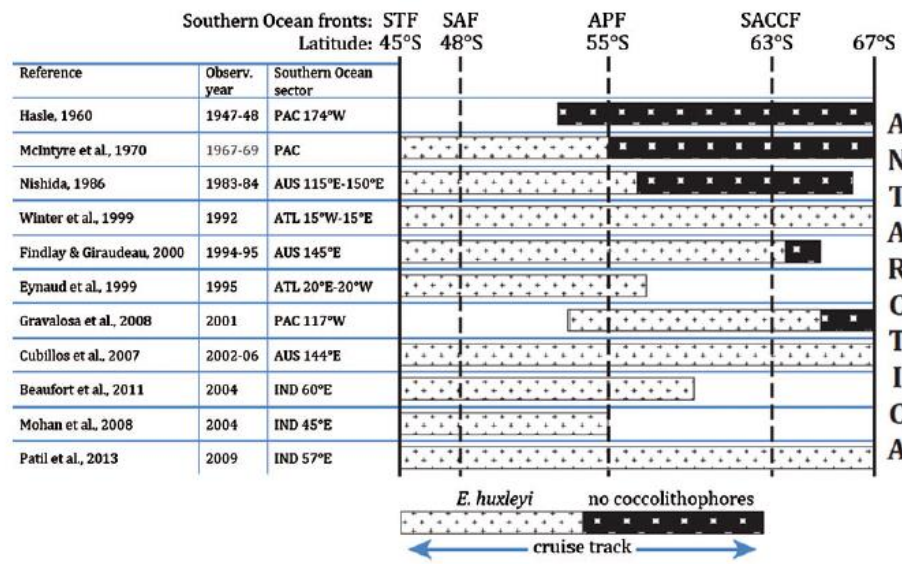 Southern Ocean fronts: STF SAF APF SACCF
Latitude: 45°S 48°S 55°S 63°S 67°S
Reference Observ. year Southern Ocean sector
Hasle, 1960 1947-48 PAC 174°W
McIntyre et al., 1970 1967-69 PAC
Nishida, 1986 1983-84 AUS 115°E-150°E
Winter et al., 1999 1992 ATL 15°W-15°E
Findlay & Giraudeau, 2000 1994-95 AUS 145°E
Eynaud et al., 1999 1995 ATL 20°E-20°W
Gravalosa et al., 2008 2001 PAC 117°W
Cubillos et al., 2007 2002-06 AUS 144°E
Beaufort et al., 2011 2004 IND 60°E
Mohan et al., 2008 2004 IND 45°E
Patil et al., 2013 2009 IND 57°E
ANTARCTICA
E. huxleyi no coccolithophores
cruise track